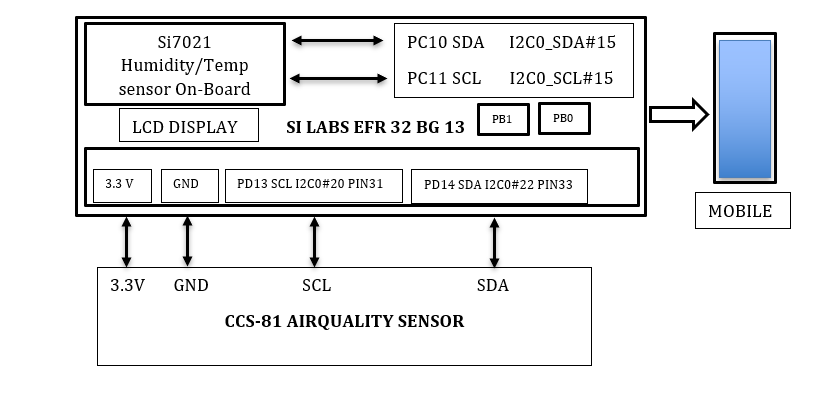 Si7021
Humidity/Temp
sensor On-Board
PC10 SDA I2C0_SDA#15
PC11 SCL I2C0_SCL#15
LCD DISPLAY
SI LABS EFR 32 BG 13
PB1
PB0
3.3 V
GND
PD13 SCL I2C0#20 PIN31
PD14 SDA I2C0#22 PIN33
MOBILE
3.3V GND SCL SDA
CCS-81 AIRQUALITY SENSOR